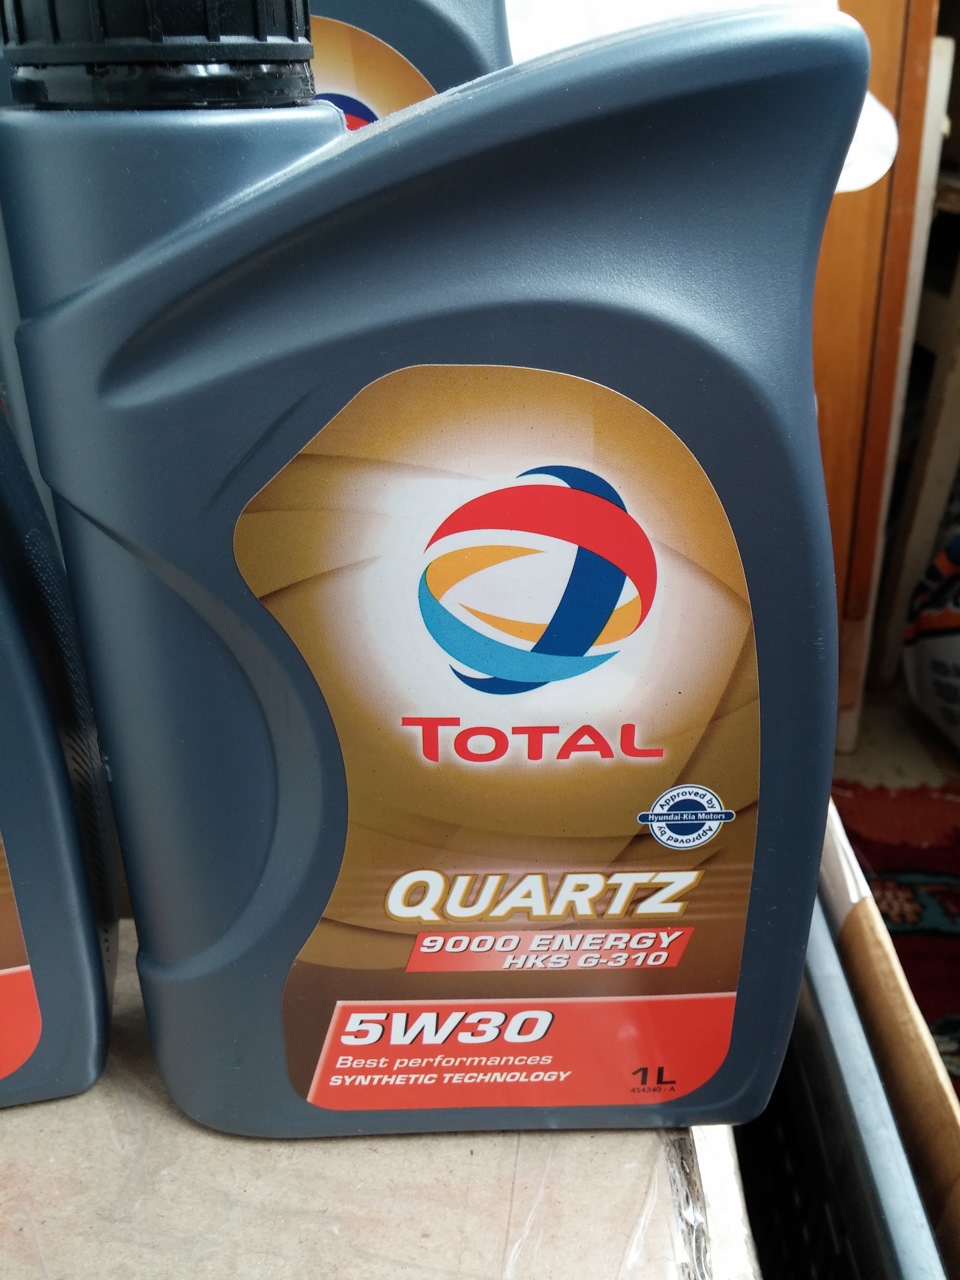 TOTAL
Approved by
Hyundai-Kia Motors
Approved by
QUARTZ
9000 ENERGY
HKS G-310
5W30
Best performances
SYNTHETIC TECHNOLOGY
1L
454240 - A